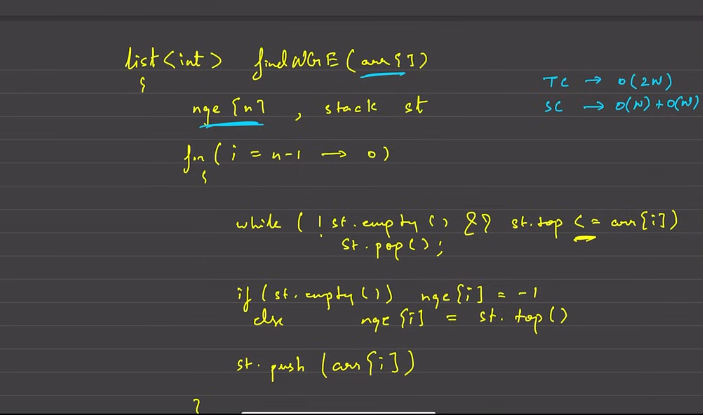 list<int> findNGE(arr[])
{
nge[n] , stack st
TC → O(2N)
SC → O(N)+O(N)
for( i = n-1 → 0)
{
while ( !st.empty() && st.top <= arr[i])
st.pop();
if (st.empty()) nge[i] = -1
else nge[i] = st.top()
st.push (arr[i])
}